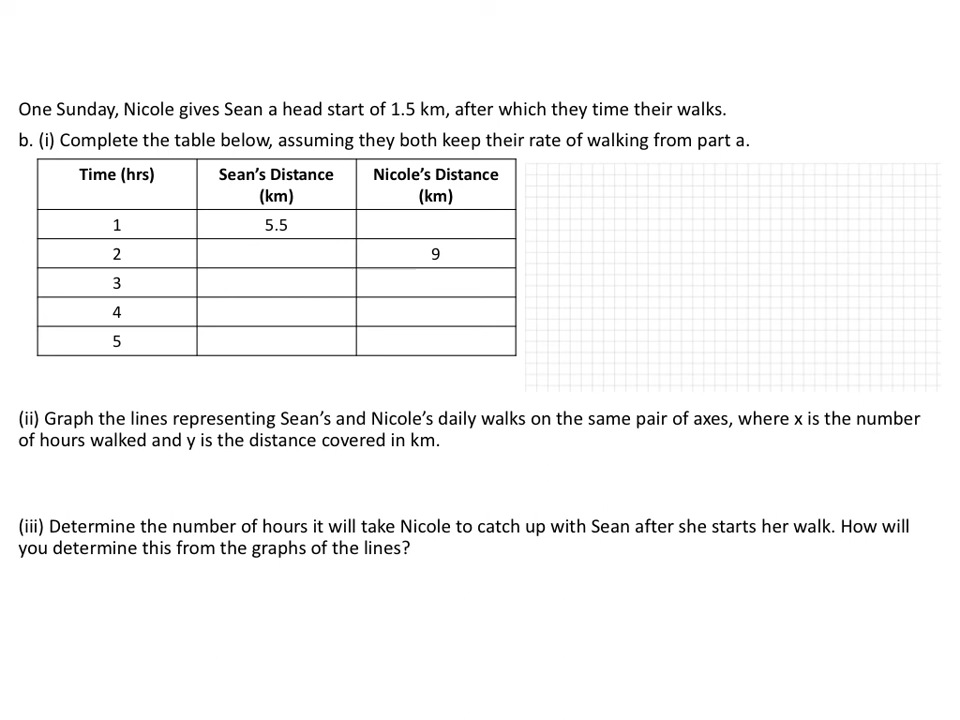 One Sunday, Nicole gives Sean a head start of 1.5 km, after which they time their walks.
b. (i) Complete the table below, assuming they both keep their rate of walking from part a.
Time (hrs) Sean’s Distance (km) Nicole’s Distance (km)
1 5.5
2 9
3
4
5
(ii) Graph the lines representing Sean’s and Nicole’s daily walks on the same pair of axes, where x is the number
of hours walked and y is the distance covered in km.
(iii) Determine the number of hours it will take Nicole to catch up with Sean after she starts her walk. How will
you determine this from the graphs of the lines?